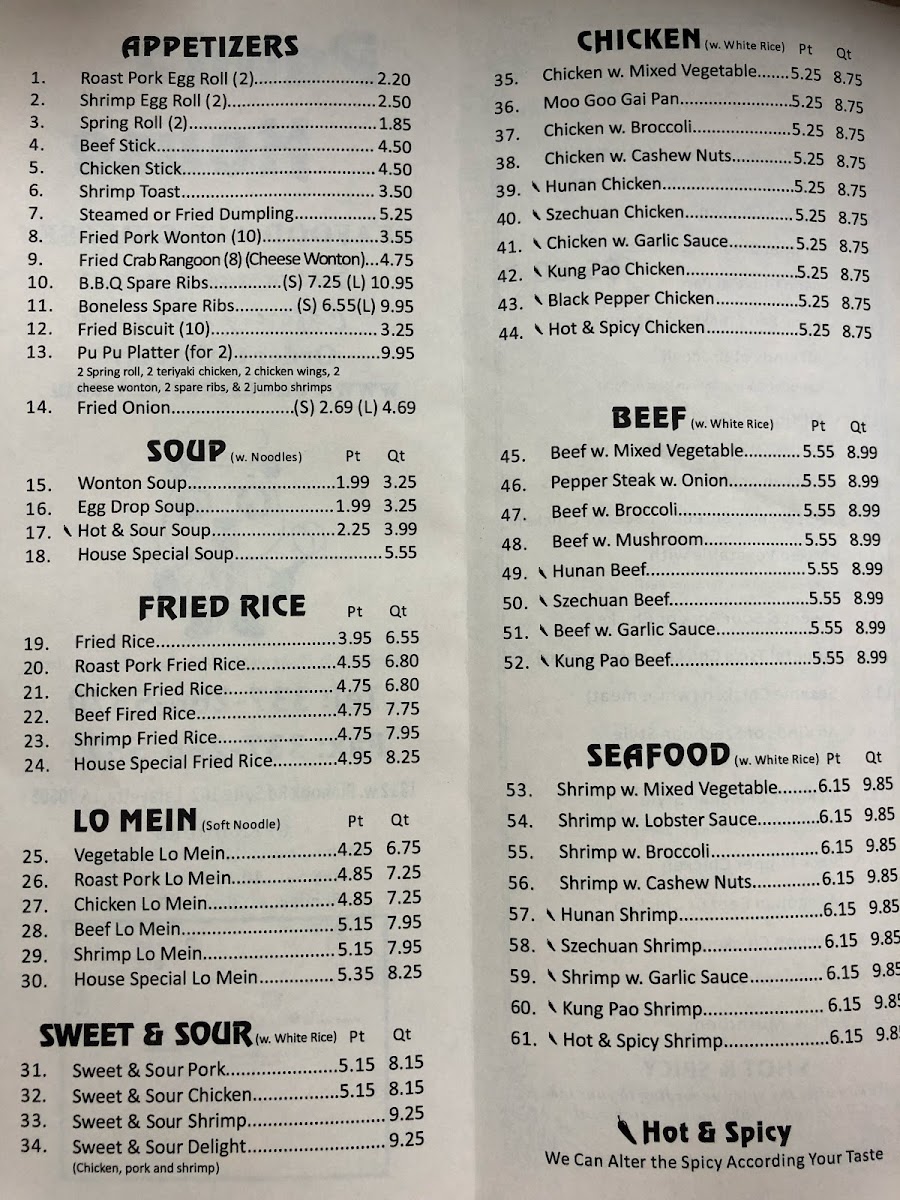 APPETIZERS
1. Roast Pork Egg Roll (2)........................2.20
2. Shrimp Egg Roll (2)..............................2.50
3. Spring Roll (2)......................................1.85
4. Beef Stick.............................................4.50
5. Chicken Stick........................................4.50
6. Shrimp Toast........................................3.50
7. Steamed or Fried Dumpling................5.25
8. Fried Pork Wonton (10).......................3.55
9. Fried Crab Rangoon (8) (Cheese Wonton)...4.75
10. B.B.Q Spare Ribs..............(S) 7.25 (L) 10.95
11. Boneless Spare Ribs........... (S) 6.55(L) 9.95
12. Fried Biscuit (10)................................. 3.25
13. Pu Pu Platter (for 2).............................9.95
2 Spring roll, 2 teriyaki chicken, 2 chicken wings, 2
cheese wonton, 2 spare ribs, & 2 jumbo shrimps
14. Fried Onion.......................(S) 2.69 (L) 4.69
SOUP (w. Noodles) Pt Qt
15. Wonton Soup............................1.99 3.25
16. Egg Drop Soup..........................1.99 3.25
17. Hot & Sour Soup.......................2.25 3.99
18. House Special Soup............................5.55
FRIED RICE Pt Qt
19. Fried Rice..................................3.95 6.55
20. Roast Pork Fried Rice.................4.55 6.80
21. Chicken Fried Rice.....................4.75 6.80
22. Beef Fired Rice..........................4.75 7.75
23. Shrimp Fried Rice......................4.75 7.95
24. House Special Fried Rice............4.95 8.25
LO MEIN (Soft Noodle) Pt Qt
25. Vegetable Lo Mein.....................4.25 6.75
26. Roast Pork Lo Mein....................4.85 7.25
27. Chicken Lo Mein........................4.85 7.25
28. Beef Lo Mein.............................5.15 7.95
29. Shrimp Lo Mein.........................5.15 7.95
30. House Special Lo Mein..............5.35 8.25
SWEET & SOUR (w. White Rice) Pt Qt
31. Sweet & Sour Pork.....................5.15 8.15
32. Sweet & Sour Chicken................5.15 8.15
33. Sweet & Sour Shrimp......................... 9.25
34. Sweet & Sour Delight......................... 9.25
(Chicken, pork and shrimp)
CHICKEN (w. White Rice) Pt Qt
35. Chicken w. Mixed Vegetable.......5.25 8.75
36. Moo Goo Gai Pan.......................5.25 8.75
37. Chicken w. Broccoli.....................5.25 8.75
38. Chicken w. Cashew Nuts............5.25 8.75
39. Hunan Chicken...........................5.25 8.75
40. Szechuan Chicken......................5.25 8.75
41. Chicken w. Garlic Sauce.............5.25 8.75
42. Kung Pao Chicken......................5.25 8.75
43. Black Pepper Chicken................5.25 8.75
44. Hot & Spicy Chicken..................5.25 8.75
BEEF (w. White Rice) Pt Qt
45. Beef w. Mixed Vegetable...........5.55 8.99
46. Pepper Steak w. Onion..............5.55 8.99
47. Beef w. Broccoli.........................5.55 8.99
48. Beef w. Mushroom....................5.55 8.99
49. Hunan Beef................................5.55 8.99
50. Szechuan Beef............................5.55 8.99
51. Beef w. Garlic Sauce...................5.55 8.99
52. Kung Pao Beef............................5.55 8.99
SEAFOOD (w. White Rice) Pt Qt
53. Shrimp w. Mixed Vegetable........6.15 9.85
54. Shrimp w. Lobster Sauce............6.15 9.85
55. Shrimp w. Broccoli......................6.15 9.85
56. Shrimp w. Cashew Nuts..............6.15 9.85
57. Hunan Shrimp.............................6.15 9.85
58. Szechuan Shrimp........................6.15 9.85
59. Shrimp w. Garlic Sauce...............6.15 9.85
60. Kung Pao Shrimp........................ 6.15 9.8
61. Hot & Spicy Shrimp.....................6.15 9.8
Hot & Spicy
We Can Alter the Spicy According Your Taste